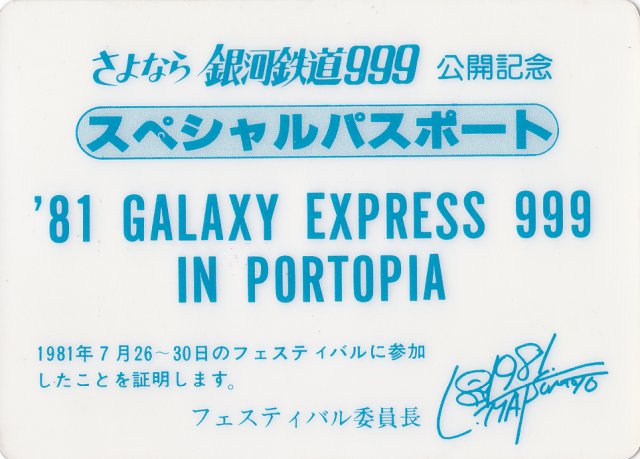 さよなら 銀河鉄道999 公開記念
スペシャルパスポート
'81 GALAXY EXPRESS 999
IN PORTOPIA
1981年7月26~30日のフェスティバルに参加
したことを証明します。
フェスティバル委員長
1981.
L. MATSUMOTO